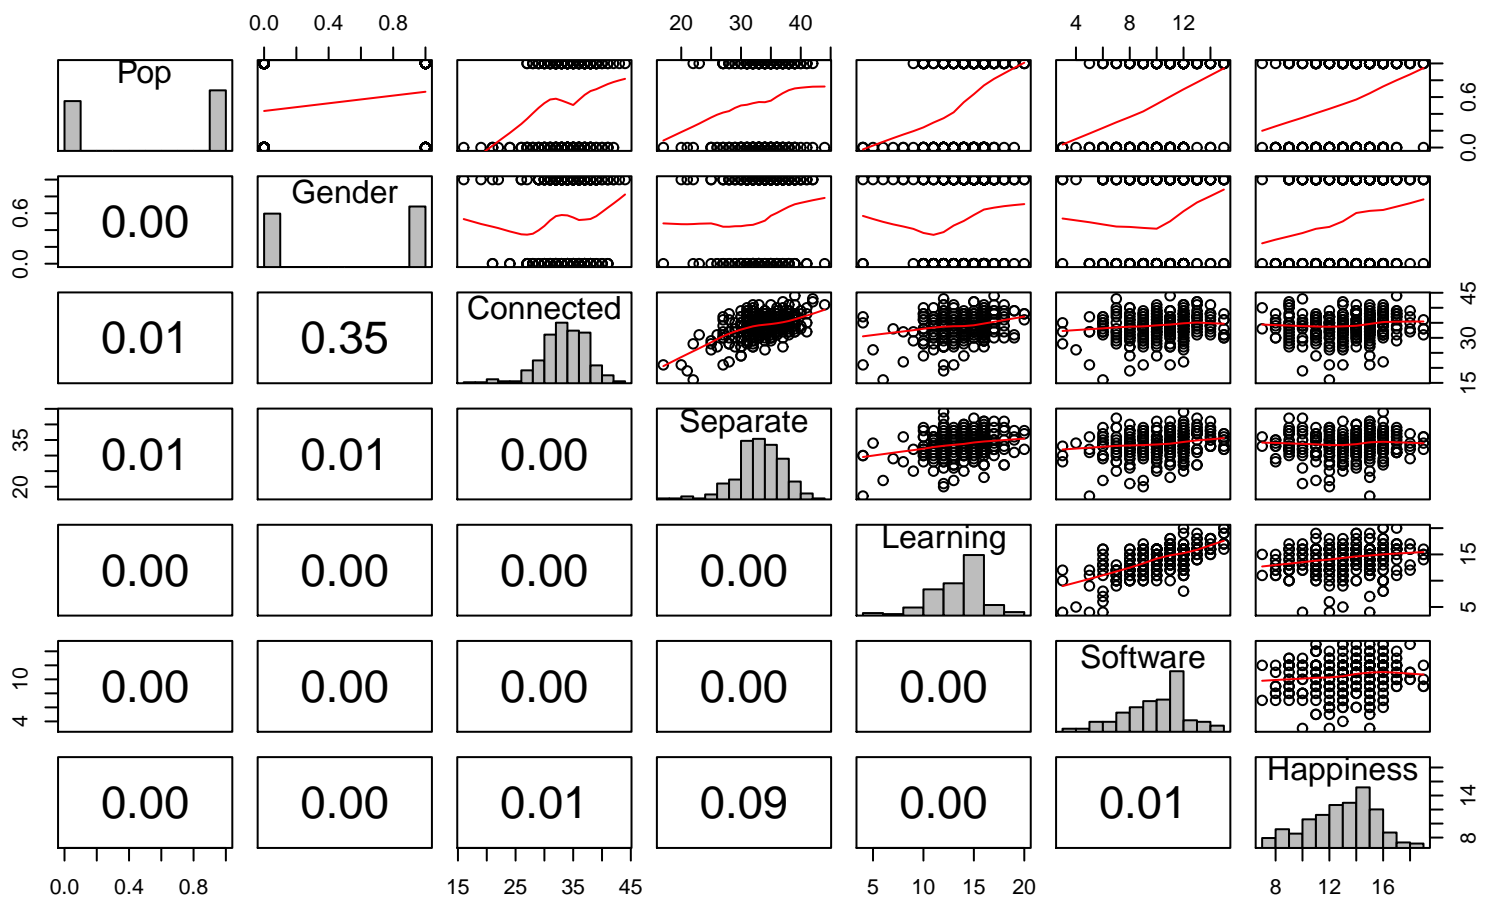 0.0 0.4 0.8 20 30 40 4 8 12
Pop
0.0 0.6
0.0 0.6
0.00
Gender
0.01 0.35
Connected
15 30 45
20 35
0.01 0.01 0.00
Separate
0.00 0.00 0.00 0.00
Learning
5 15
4 10
0.00 0.00 0.00 0.00 0.00
Software
0.00 0.00 0.01 0.09 0.00 0.01
Happiness
8 14
0.0 0.4 0.8 15 25 35 45 5 10 15 20 8 12 16